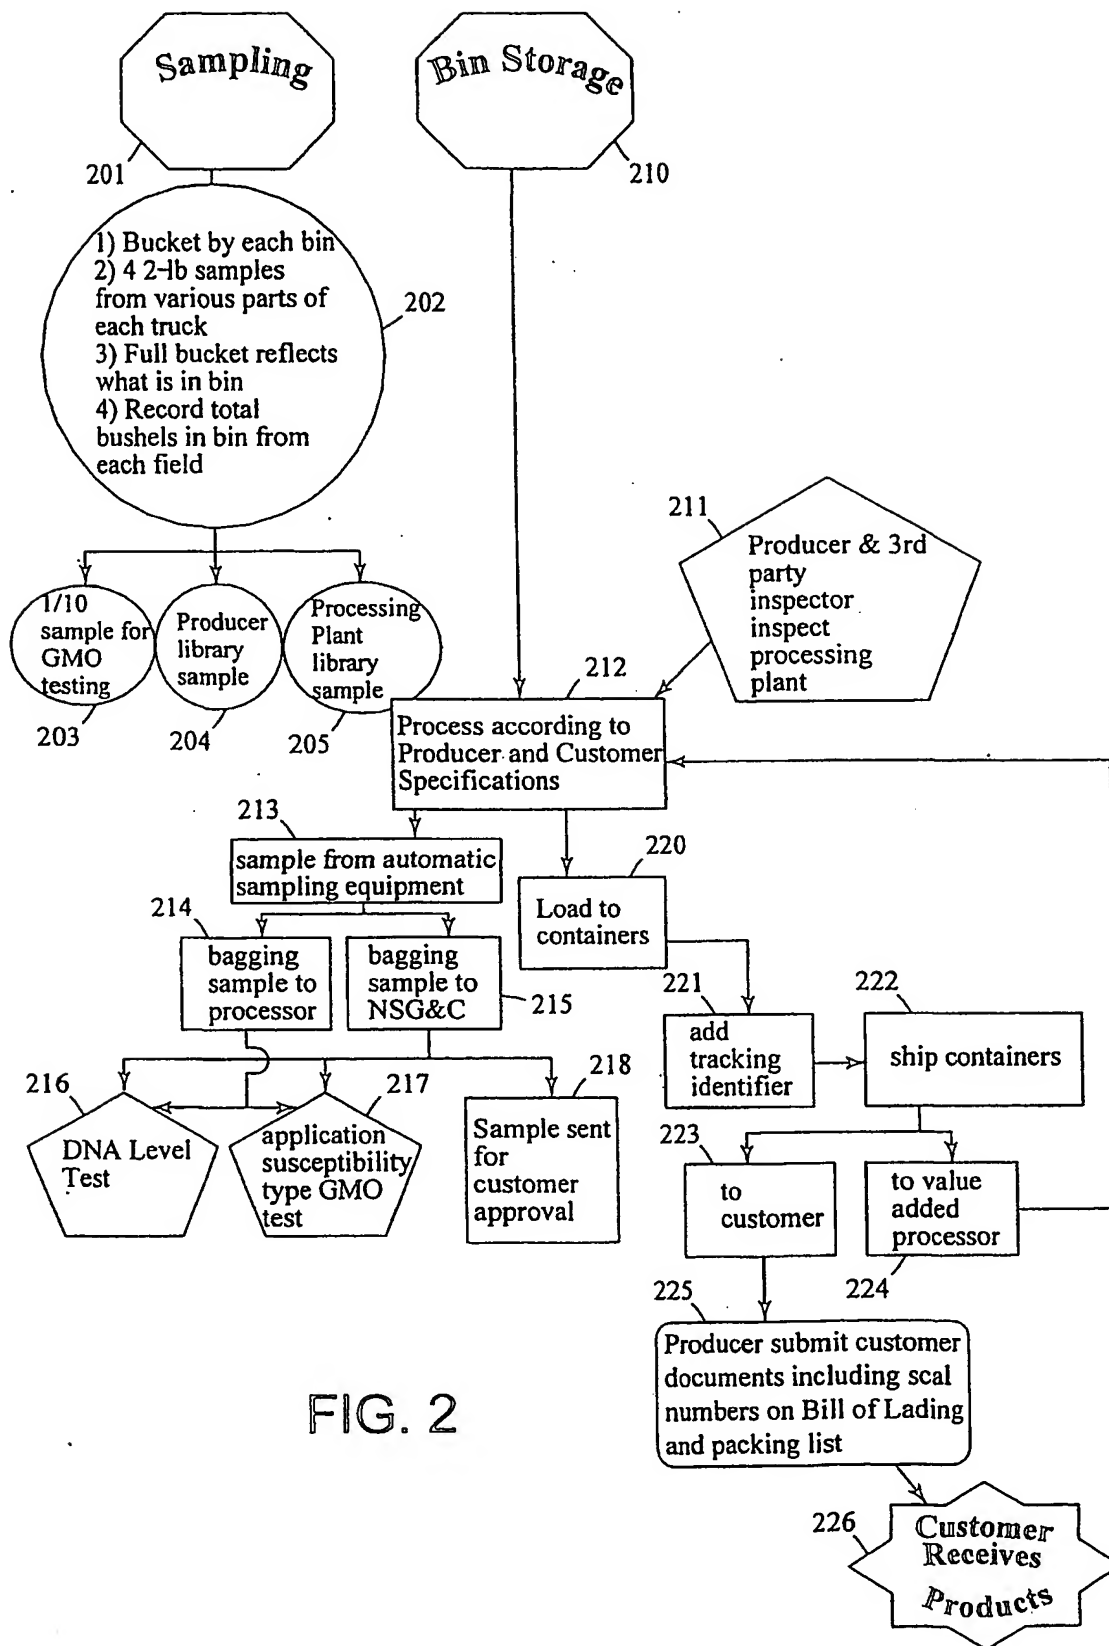 Sampling
Bin Storage
201
210
1) Bucket by each bin
2) 4 2-lb samples
from various parts of
each truck
3) Full bucket reflects
what is in bin
4) Record total
bushels in bin from
each field
202
1/10
sample for
GMO
testing
203
Producer
library
sample
204
Processing
Plant
library
sample
205
211
Producer & 3rd
party
inspector
inspect
processing
plant
212
Process according to
Producer and Customer
Specifications
213
sample from automatic
sampling equipment
214
bagging
sample to
processor
bagging
sample to
NSG&C
215
216
DNA Level
Test
217
application
susceptibility
type GMO
test
218
Sample sent
for
customer
approval
220
Load to
containers
221
add
tracking
identifier
222
ship containers
223
to
customer
to value
added
processor
224
225
Producer submit customer
documents including scal
numbers on Bill of Lading
and packing list
226
Customer
Receives
Products
FIG. 2